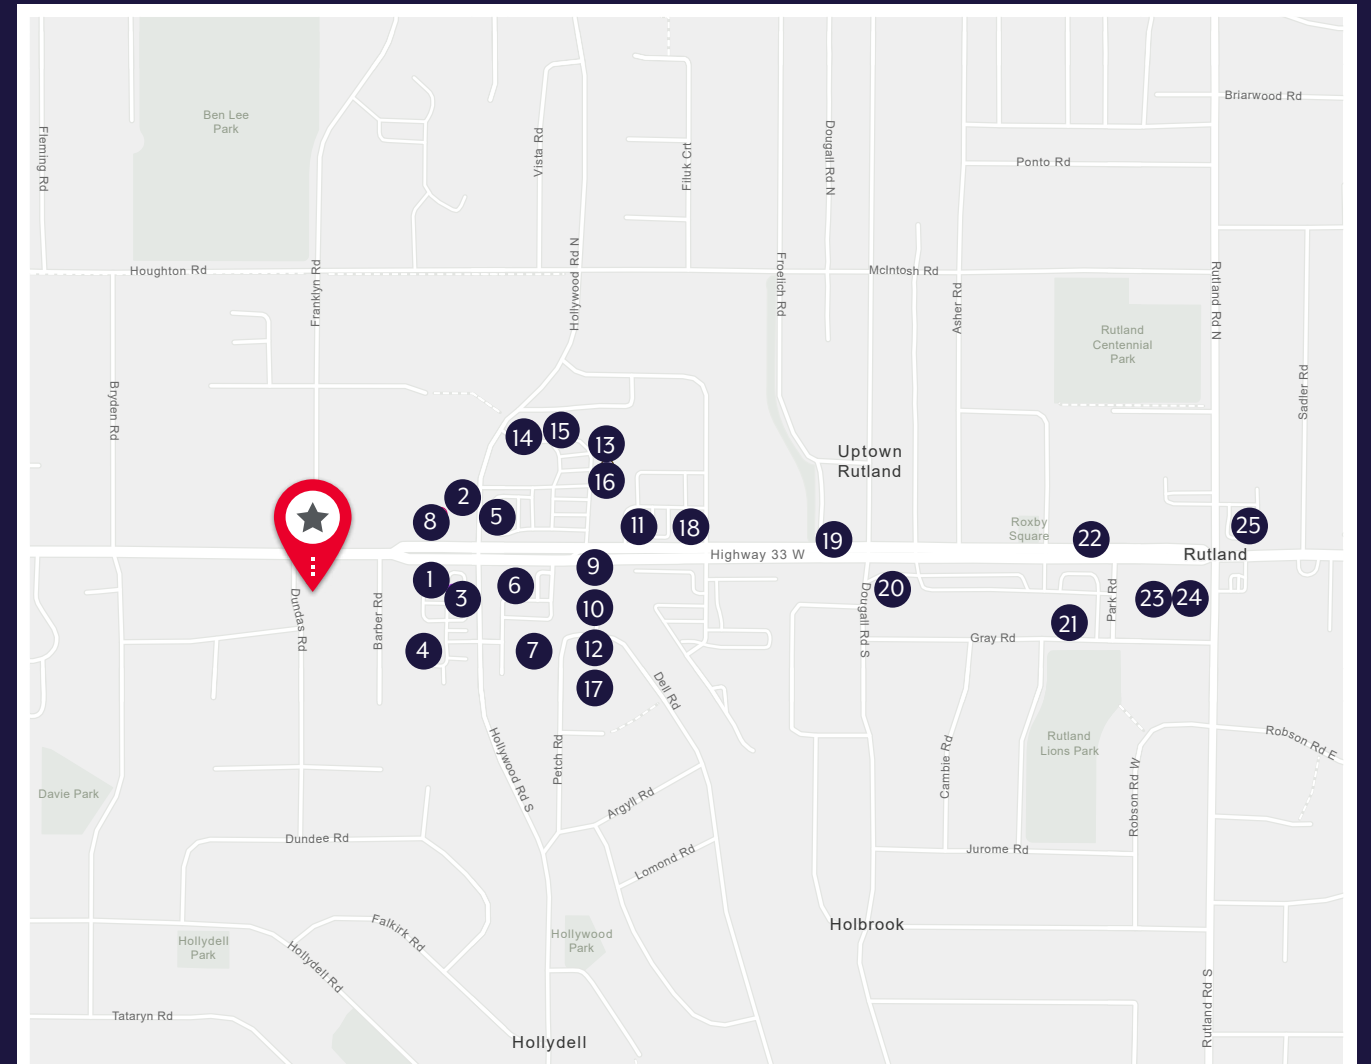 Ben Lee
Park
Briarwood Rd
Fleming Rd
Vista Rd
Filuk Crt
Dougall Rd N
Ponto Rd
Houghton Rd
Franklyn Rd
Hollywood Rd N
Froelich Rd
McIntosh Rd
Asher Rd
Rutland Rd N
Rutland
Centennial
Park
Bryden Rd
Sadler Rd
14
15
13
Uptown
Rutland
16
2
8
5
11
18
19
Roxby
Square
22
25
Highway 33 W
Rutland
1
3
6
9
10
20
23
24
21
Park Rd
Dundas Rd
Barber Rd
Dougall Rd S
Gray Rd
4
7
12
17
Dell Rd
Hollywood Rd S
Petch Rd
Cambie Rd
Rutland
Lions Park
Robson Rd W
Robson Rd E
Davie Park
Argyll Rd
Dundee Rd
Lomond Rd
Jurome Rd
Falkirk Rd
Hollydell
Park
Hollydell Rd
Hollywood
Park
Holbrook
Rutland Rd S
Tataryn Rd
Hollydell